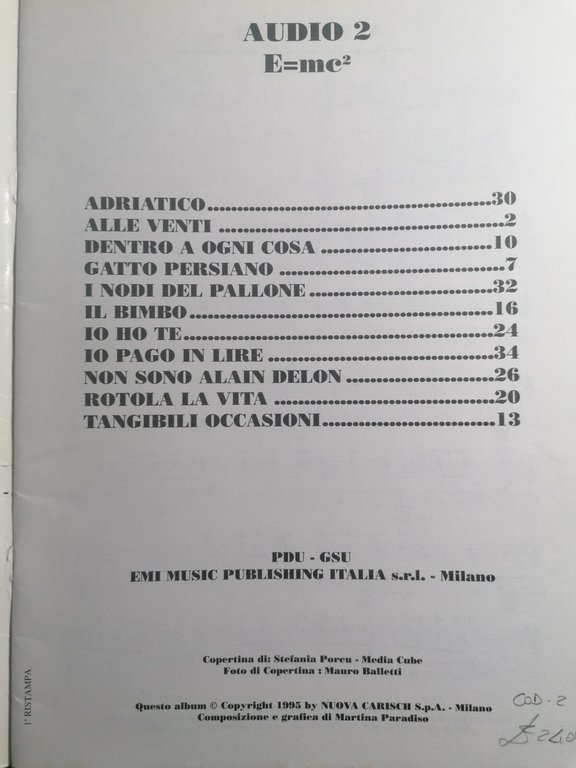 AUDIO 2
E=mc²
ADRIATICO..................................................30
ALLE VENTI..................................................2
DENTRO A OGNI COSA..............................10
GATTO PERSIANO........................................7
I NODI DEL PALLONE................................32
IL BIMBO.....................................................16
IO HO TE......................................................24
IO PAGO IN LIRE........................................34
NON SONO ALAIN DELON..........................26
ROTOLA LA VITA........................................20
TANGIBILI OCCASIONI..............................13
PDU - GSU
EMI MUSIC PUBLISHING ITALIA s.r.l. - Milano
Copertina di: Stefania Porcu - Media Cube
Foto di Copertina : Mauro Balletti
Questo album © Copyright 1995 by NUOVA CARISCH S.p.A. - Milano
Composizione e grafica di Martina Paradiso
1ª RISTAMPA
COD. 2